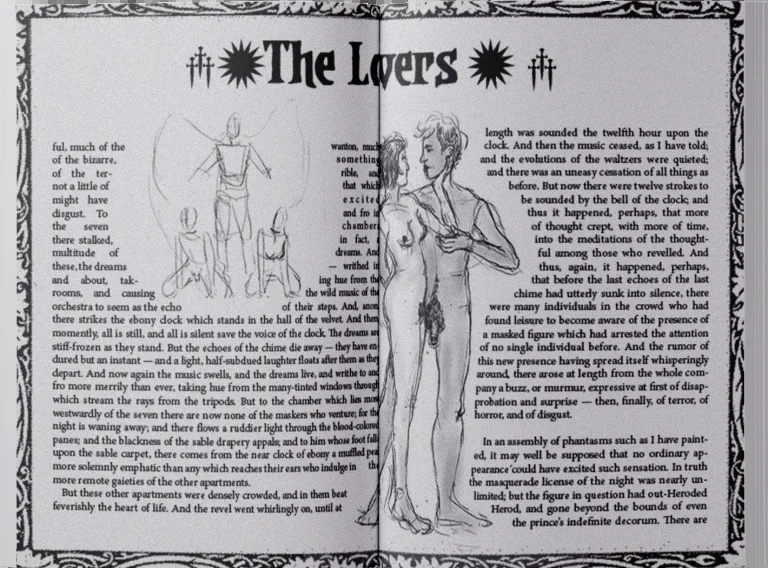 The Lovers
ful, much of the wanton, much
of the bizarre, something
of the ter- rible, and
not a little of that which
might have excited
disgust. To and fro in
the seven chambers
there stalked, in fact, a
multitude of dreams. And
these, the dreams — writhed in
and about, tak- ing hue from the
rooms, and causing the wild music of the
orchestra to seem as the echo of their steps. And, anon,
there strikes the ebony clock which stands in the hall of the velvet. And then,
momently, all is still, and all is silent save the voice of the clock. The dreams are
stiff-frozen as they stand. But the echoes of the chime die away — they have en-
dured but an instant — and a light, half-subdued laughter floats after them as they
depart. And now again the music swells, and the dreams live, and writhe to and
fro more merrily than ever, taking hue from the many-tinted windows through
which stream the rays from the tripods. But to the chamber which lies most
westwardly of the seven there are now none of the maskers who venture; for the
night is waning away; and there flows a ruddier light through the blood-colored
panes; and the blackness of the sable drapery appals; and to him whose foot falls
upon the sable carpet, there comes from the near clock of ebony a muffled peal
more solemnly emphatic than any which reaches their ears who indulge in the
more remote gaieties of the other apartments.
But these other apartments were densely crowded, and in them beat
feverishly the heart of life. And the revel went whirlingly on, until at
length was sounded the twelfth hour upon the
clock. And then the music ceased, as I have told;
and the evolutions of the waltzers were quieted;
and there was an uneasy cessation of all things as
before. But now there were twelve strokes to
be sounded by the bell of the clock; and
thus it happened, perhaps, that more
of thought crept, with more of time,
into the meditations of the thought-
ful among those who revelled. And
thus, again, it happened, perhaps,
that before the last echoes of the last
chime had utterly sunk into silence, there
were many individuals in the crowd who had
found leisure to become aware of the presence of
a masked figure which had arrested the attention
of no single individual before. And the rumor of
this new presence having spread itself whisperingly
around, there arose at length from the whole com-
pany a buzz, or murmur, expressive at first of disap-
probation and surprise — then, finally, of terror, of
horror, and of disgust.
In an assembly of phantasms such as I have paint-
ed, it may well be supposed that no ordinary ap-
pearance could have excited such sensation. In truth
the masquerade license of the night was nearly un-
limited; but the figure in question had out-Heroded
Herod, and gone beyond the bounds of even
the prince's indefinite decorum. There are